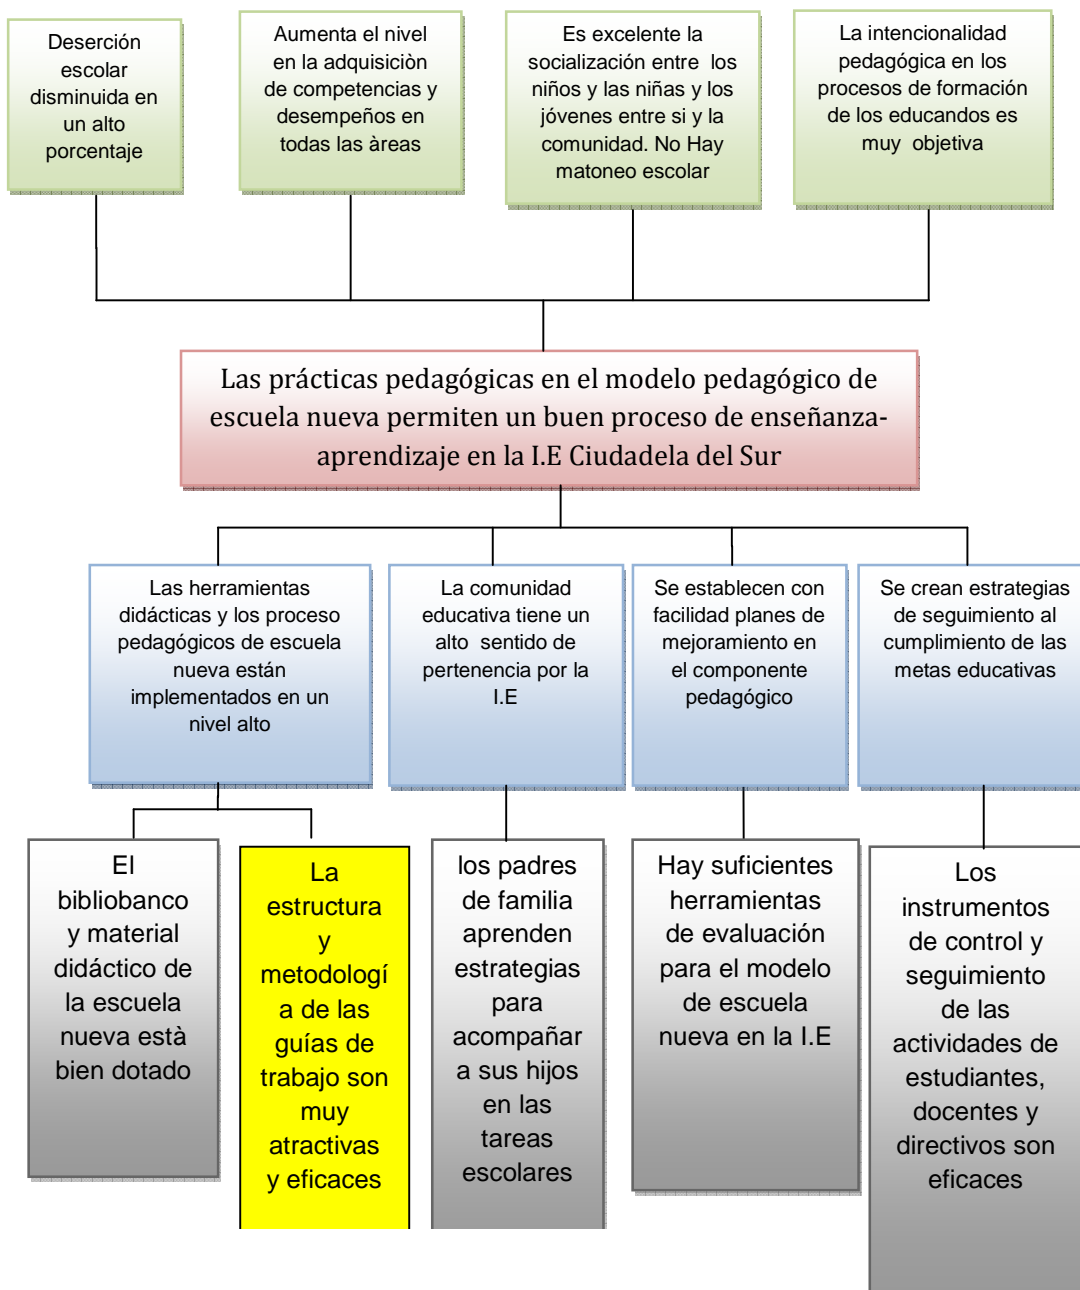 Deserción
escolar
disminuida en
un alto
porcentaje
Aumenta el nivel
en la adquisiciòn
de competencias y
desempeños en
todas las àreas
Es excelente la
socialización entre los
niños y las niñas y los
jóvenes entre si y la
comunidad. No Hay
matoneo escolar
La intencionalidad
pedagógica en los
procesos de formación
de los educandos es
muy objetiva
Las prácticas pedagógicas en el modelo pedagógico de
escuela nueva permiten un buen proceso de enseñanza-
aprendizaje en la I.E Ciudadela del Sur
Las herramientas
didácticas y los proceso
pedagógicos de escuela
nueva están
implementados en un
nivel alto
La comunidad
educativa tiene un
alto sentido de
pertenencia por la
I.E
Se establecen con
facilidad planes de
mejoramiento en
el componente
pedagógico
Se crean estrategias
de seguimiento al
cumplimiento de las
metas educativas
El
bibliobanco
y material
didáctico de
la escuela
nueva està
bien dotado
La
estructura
y
metodologí
a de las
guías de
trabajo son
muy
atractivas
y eficaces
los padres
de familia
aprenden
estrategias
para
acompañar
a sus hijos
en las
tareas
escolares
Hay suficientes
herramientas
de evaluación
para el modelo
de escuela
nueva en la I.E
Los
instrumentos
de control y
seguimiento
de las
actividades de
estudiantes,
docentes y
directivos son
eficaces